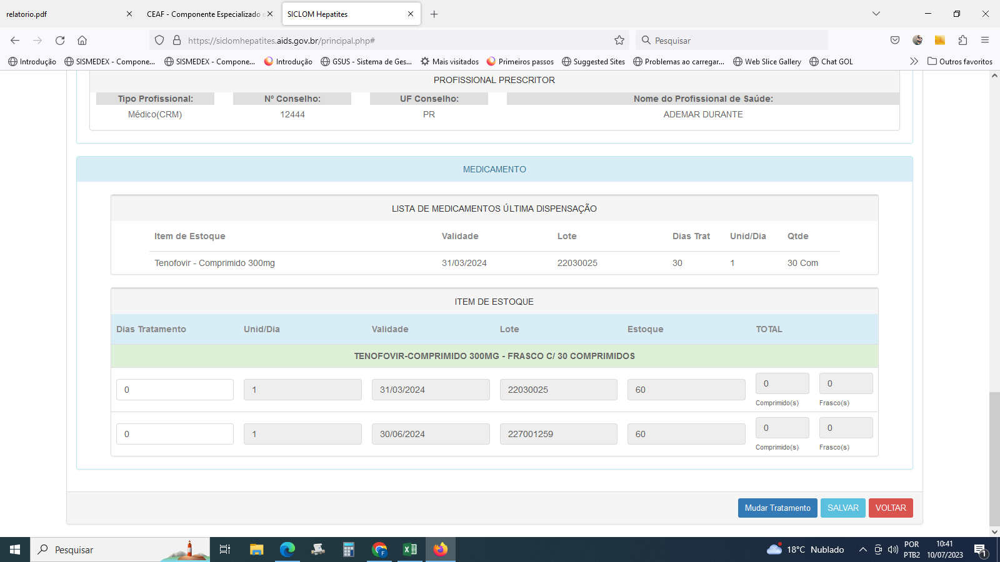 relatorio.pdf
CEAF - Componente Especializado
SICLOM Hepatites
https://siclomhepatites.aids.gov.br/principal.php#
Pesquisar
Introdução
SISMEDEX - Compone...
SISMEDEX - Compone...
Introdução
GSUS - Sistema de Ges...
Mais visitados
Primeiros passos
Suggested Sites
Problemas ao carregar...
Web Slice Gallery
Chat GOL
Outros favoritos
PROFISSIONAL PRESCRITOR
Tipo Profissional: Nº Conselho: UF Conselho: Nome do Profissional de Saúde:
Médico(CRM) 12444 PR ADEMAR DURANTE
MEDICAMENTO
LISTA DE MEDICAMENTOS ÚLTIMA DISPENSAÇÃO
Item de Estoque Validade Lote Dias Trat Unid/Dia Qtde
Tenofovir - Comprimido 300mg 31/03/2024 22030025 30 1 30 Com
ITEM DE ESTOQUE
Dias Tratamento Unid/Dia Validade Lote Estoque TOTAL
TENOFOVIR-COMPRIMIDO 300MG - FRASCO C/ 30 COMPRIMIDOS
0 1 31/03/2024 22030025 60 0 0
Comprimido(s) Frasco(s)
0 1 30/06/2024 227001259 60 0 0
Comprimido(s) Frasco(s)
Mudar Tratamento SALVAR VOLTAR
Pesquisar
18°C Nublado
POR
PTB2
10:41
10/07/2023
1